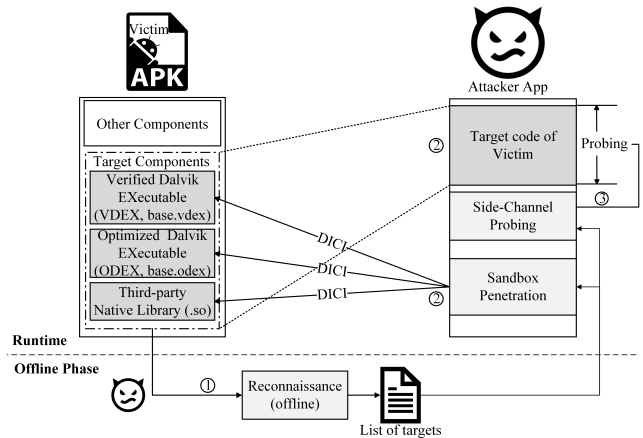 Victim
APK
Attacker App
Other Components
Target Components
Verified Dalvik
EXecutable
(VDEX, base.vdex)
Optimized Dalvik
EXecutable
(ODEX, base.odex)
Third-party
Native Library (.so)
DICI
DICI
DICI
②
Target code of
Victim
Probing
③
Side-Channel
Probing
②
Sandbox
Penetration
Runtime
Offline Phase
①
Reconnaissance
(offline)
List of targets